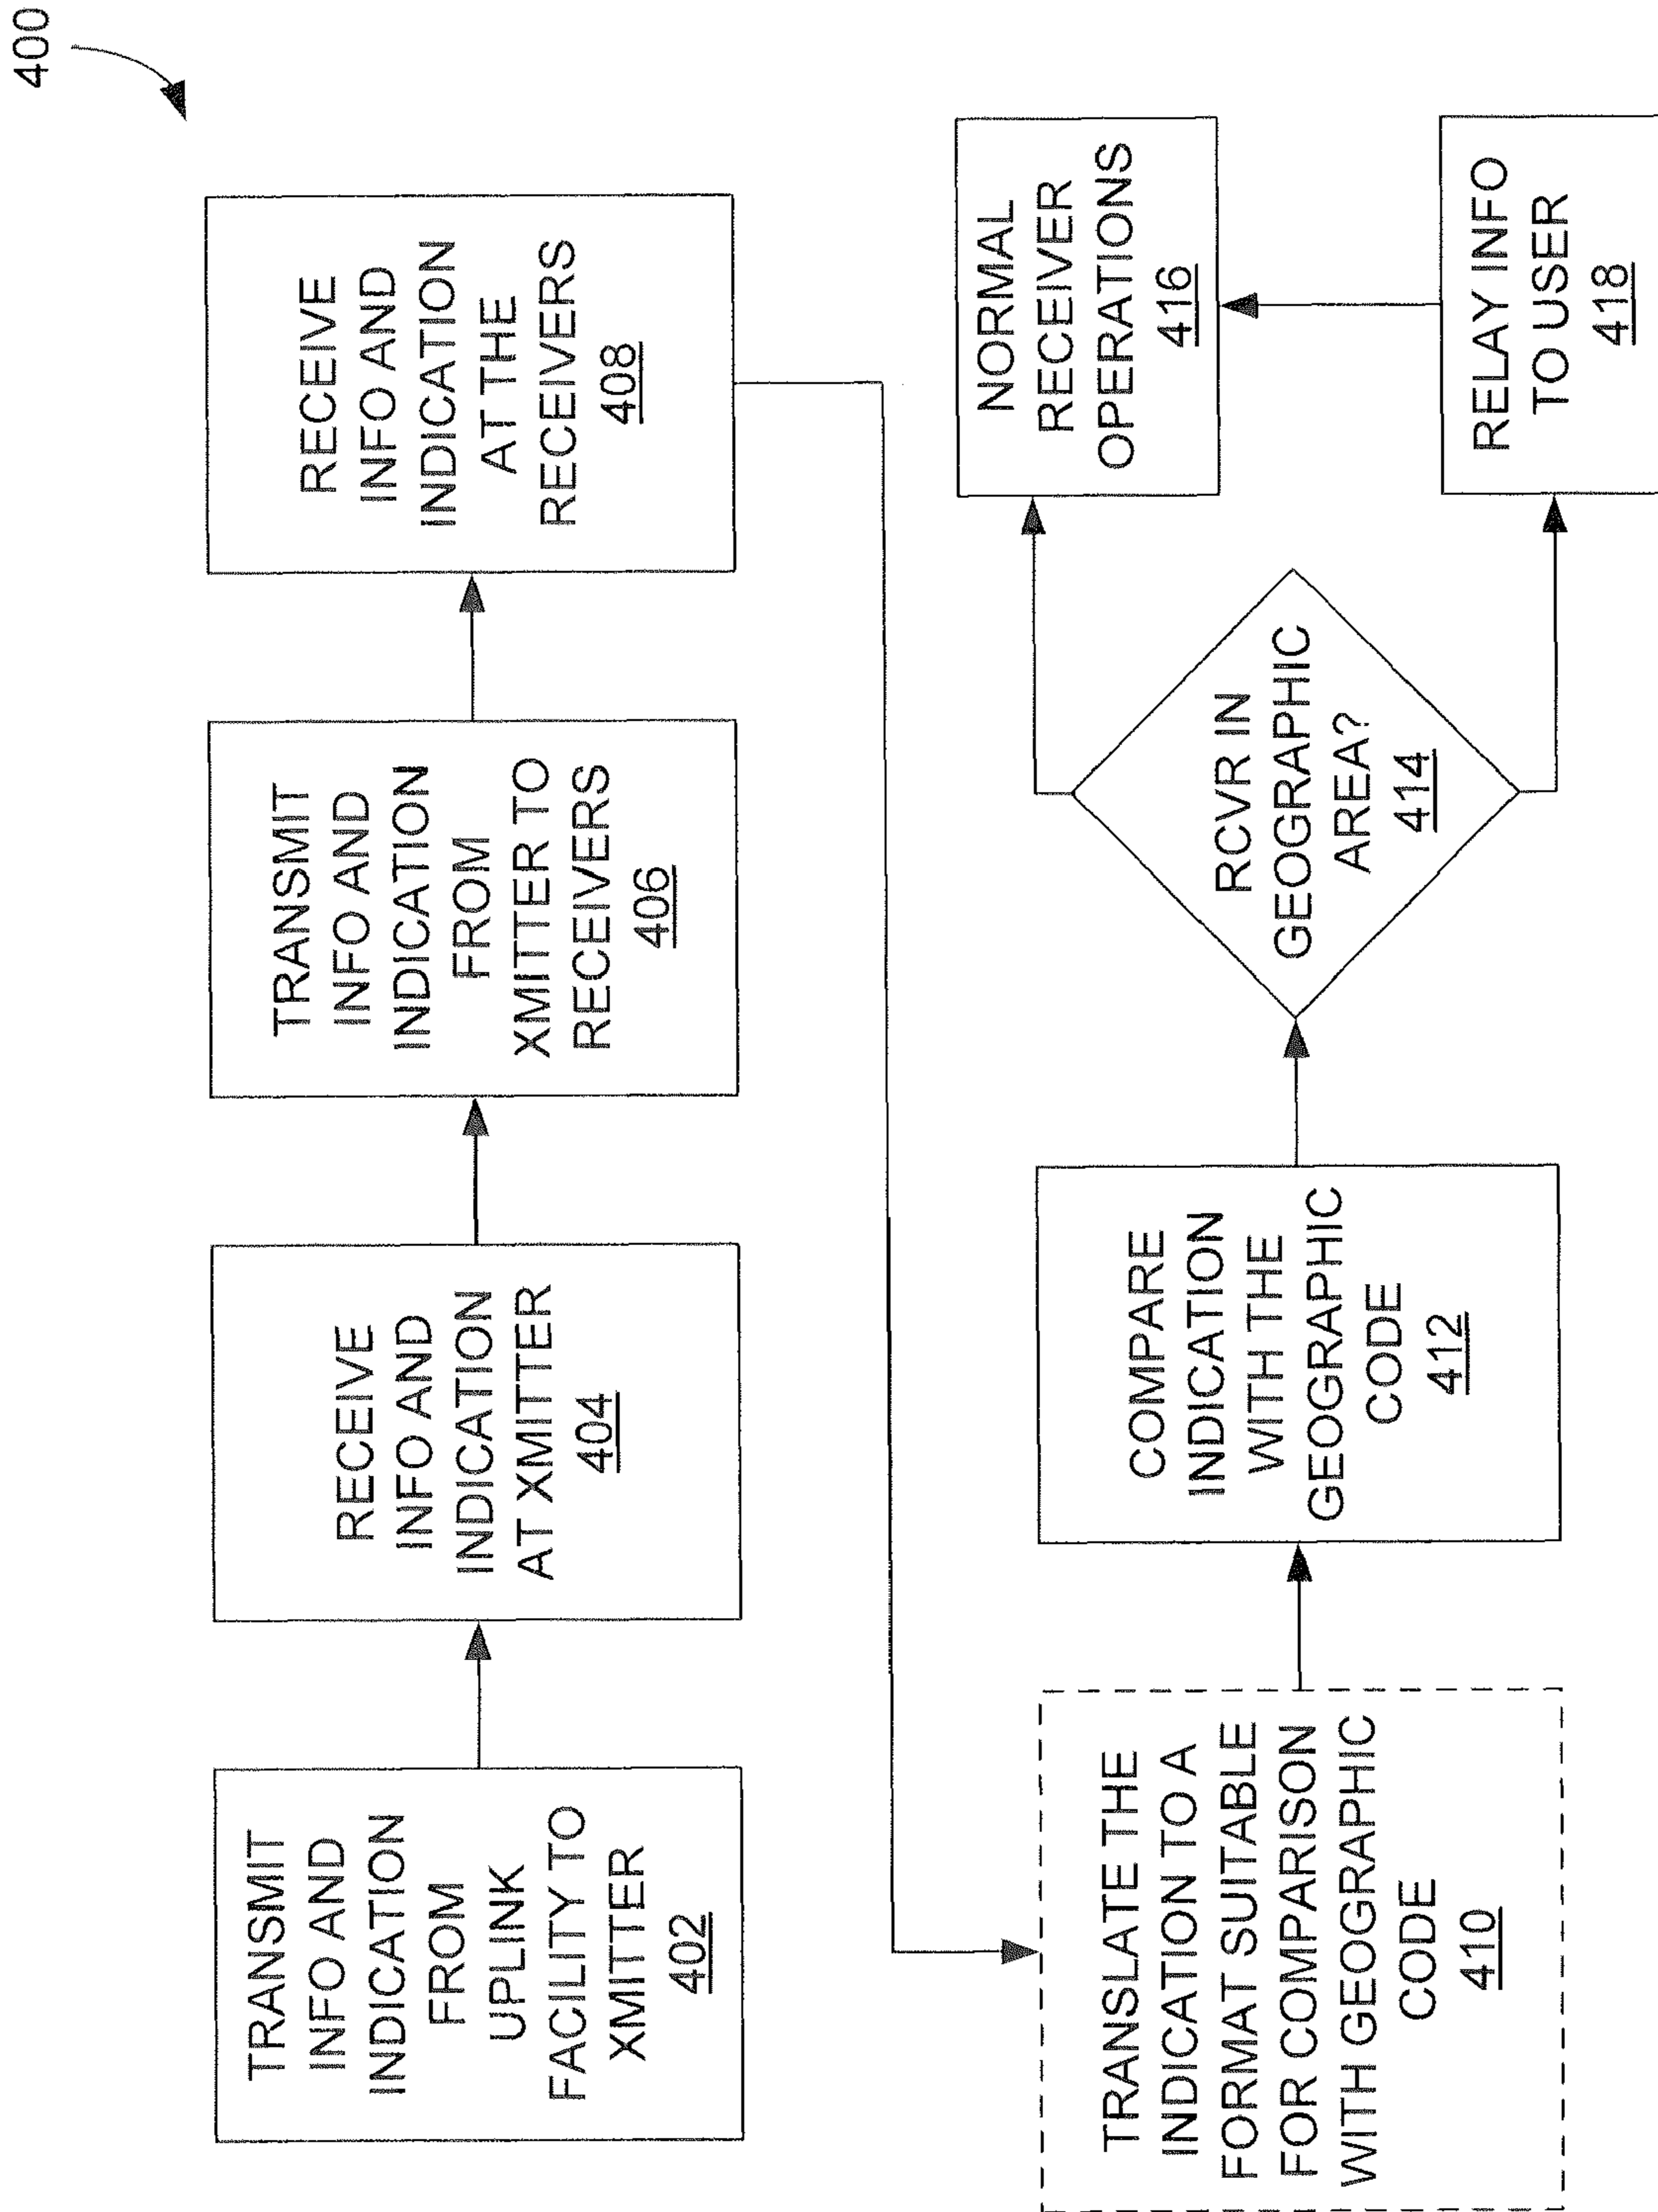 400
TRANSMIT
INFO AND
INDICATION
FROM
UPLINK
FACILITY TO
XMITTER
402
RECEIVE
INFO AND
INDICATION
AT XMITTER
404
TRANSMIT
INFO AND
INDICATION
FROM
XMITTER TO
RECEIVERS
406
RECEIVE
INFO AND
INDICATION
AT THE
RECEIVERS
408
TRANSLATE THE
INDICATION TO A
FORMAT SUITABLE
FOR COMPARISON
WITH GEOGRAPHIC
CODE
410
COMPARE
INDICATION
WITH THE
GEOGRAPHIC
CODE
412
RCVR IN
GEOGRAPHIC
AREA?
414
NORMAL
RECEIVER
OPERATIONS
416
RELAY INFO
TO USER
418